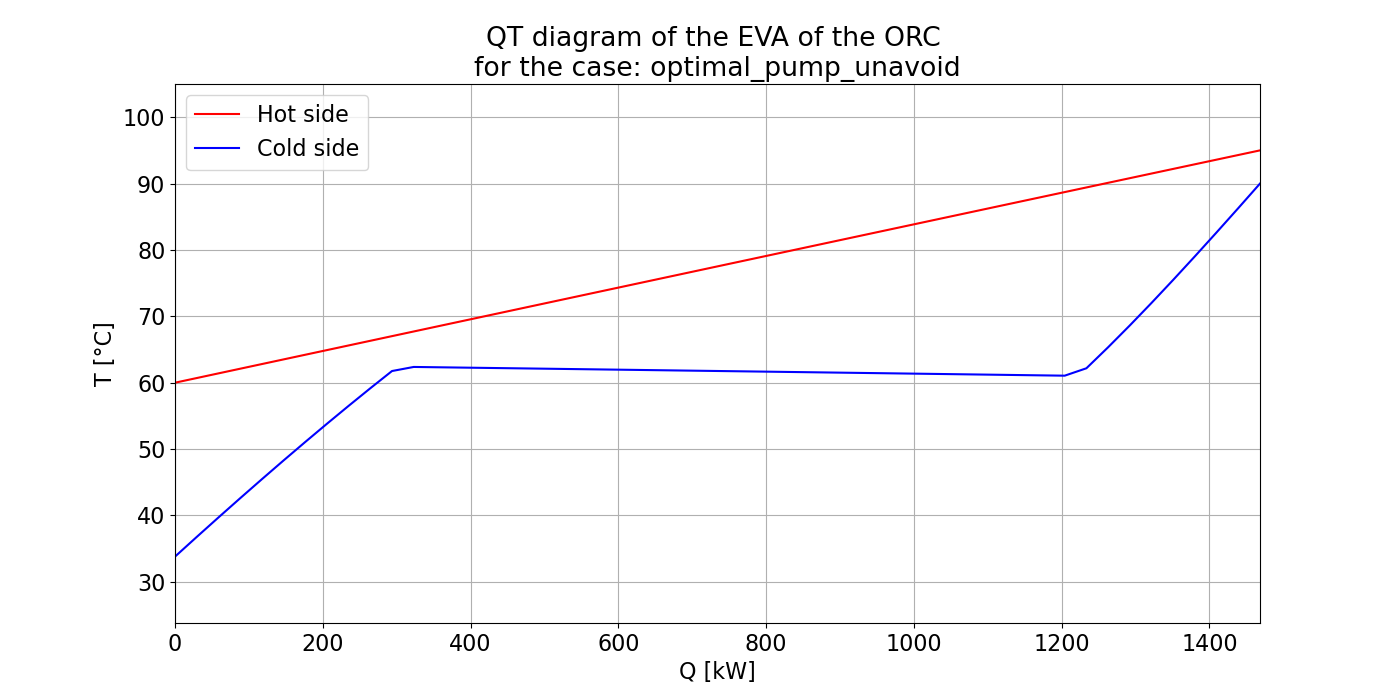 QT diagram of the EVA of the ORC
for the case: optimal_pump_unavoid
Hot side
Cold side
T [°C]
100
90
80
70
60
50
40
30
0 200 400 600 800 1000 1200 1400
Q [kW]